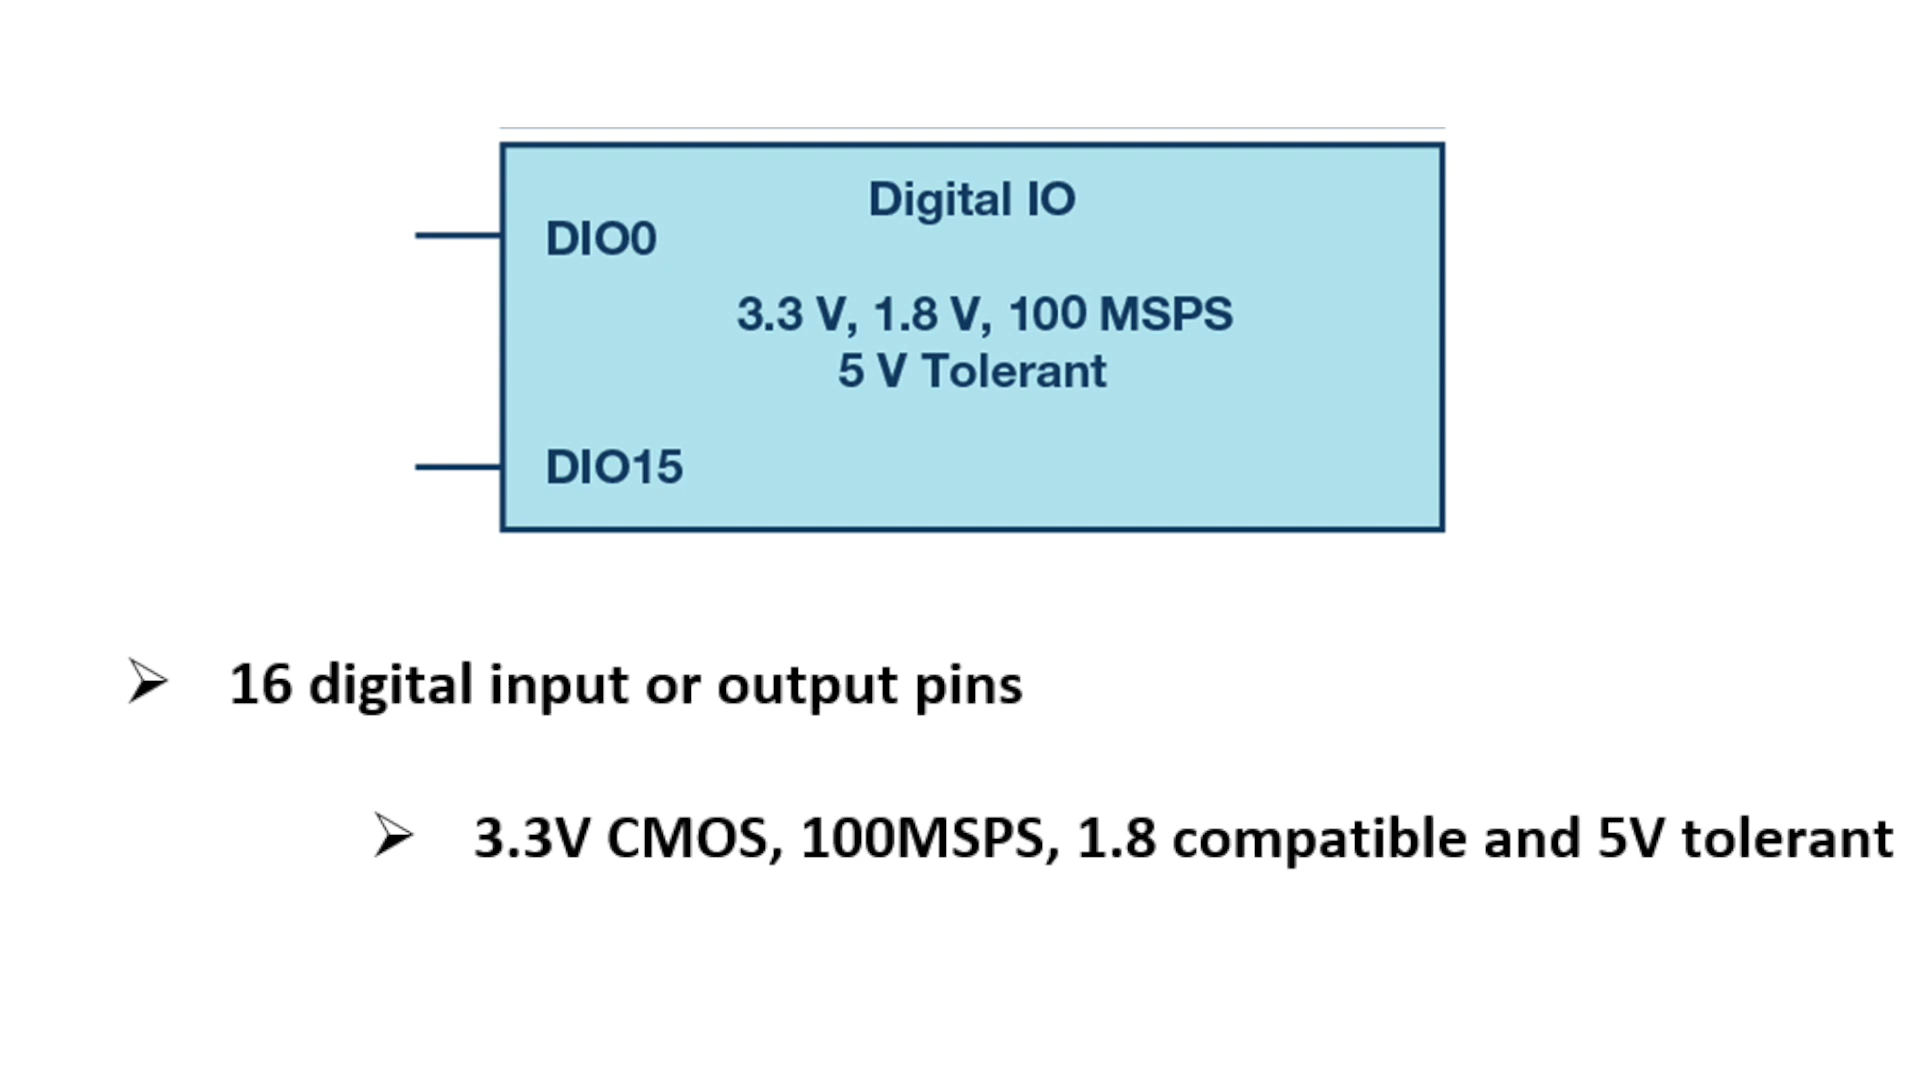 Digital IO
DIO0
3.3 V, 1.8 V, 100 MSPS
5 V Tolerant
DIO15
16 digital input or output pins
3.3V CMOS, 100MSPS, 1.8 compatible and 5V tolerant